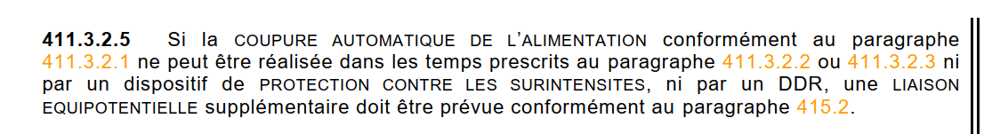 411.3.2.5 Si la COUPURE AUTOMATIQUE DE L’ALIMENTATION conformément au paragraphe
411.3.2.1 ne peut être réalisée dans les temps prescrits au paragraphe 411.3.2.2 ou 411.3.2.3 ni
par un dispositif de PROTECTION CONTRE LES SURINTENSITES, ni par un DDR, une LIAISON
EQUIPOTENTIELLE supplémentaire doit être prévue conformément au paragraphe 415.2.